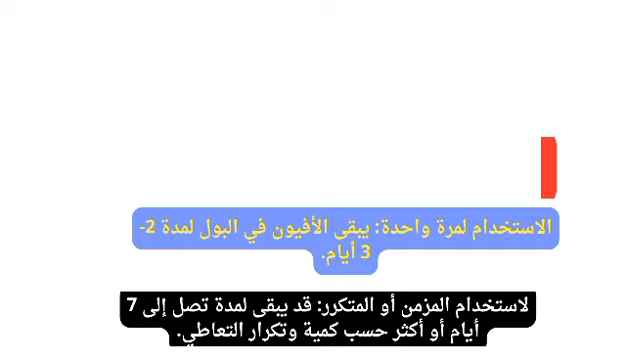 الاستخدام لمرة واحدة: يبقى الأفيون في البول لمدة 2-
3 أيام.
لاستخدام المزمن أو المتكرر: قد يبقى لمدة تصل إلى 7
أيام أو أكثر حسب كمية وتكرار التعاطي.